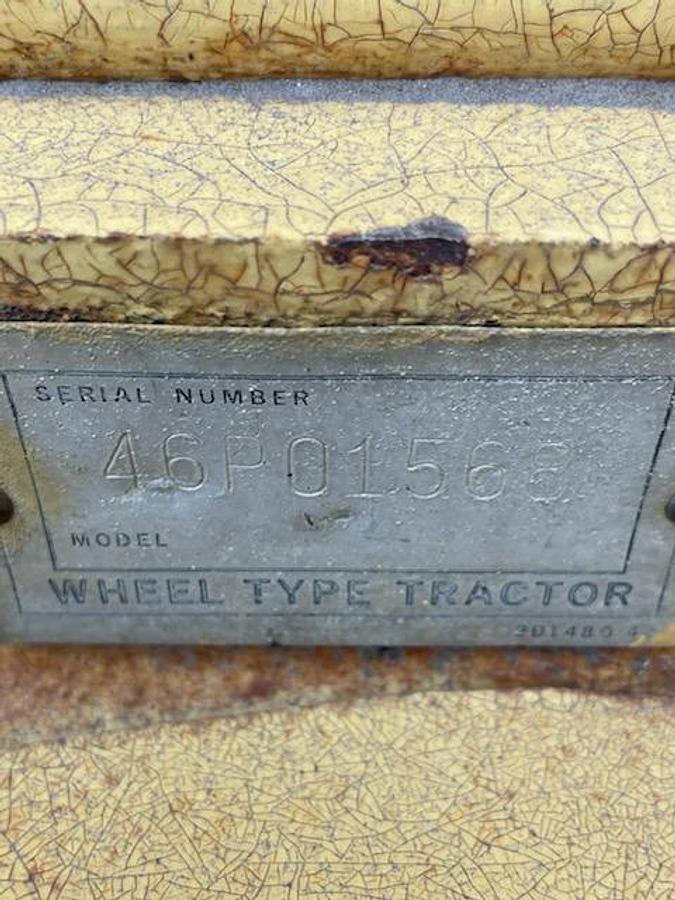 SERIAL NUMBER
46P01568
MODEL
WHEEL TYPE TRACTOR